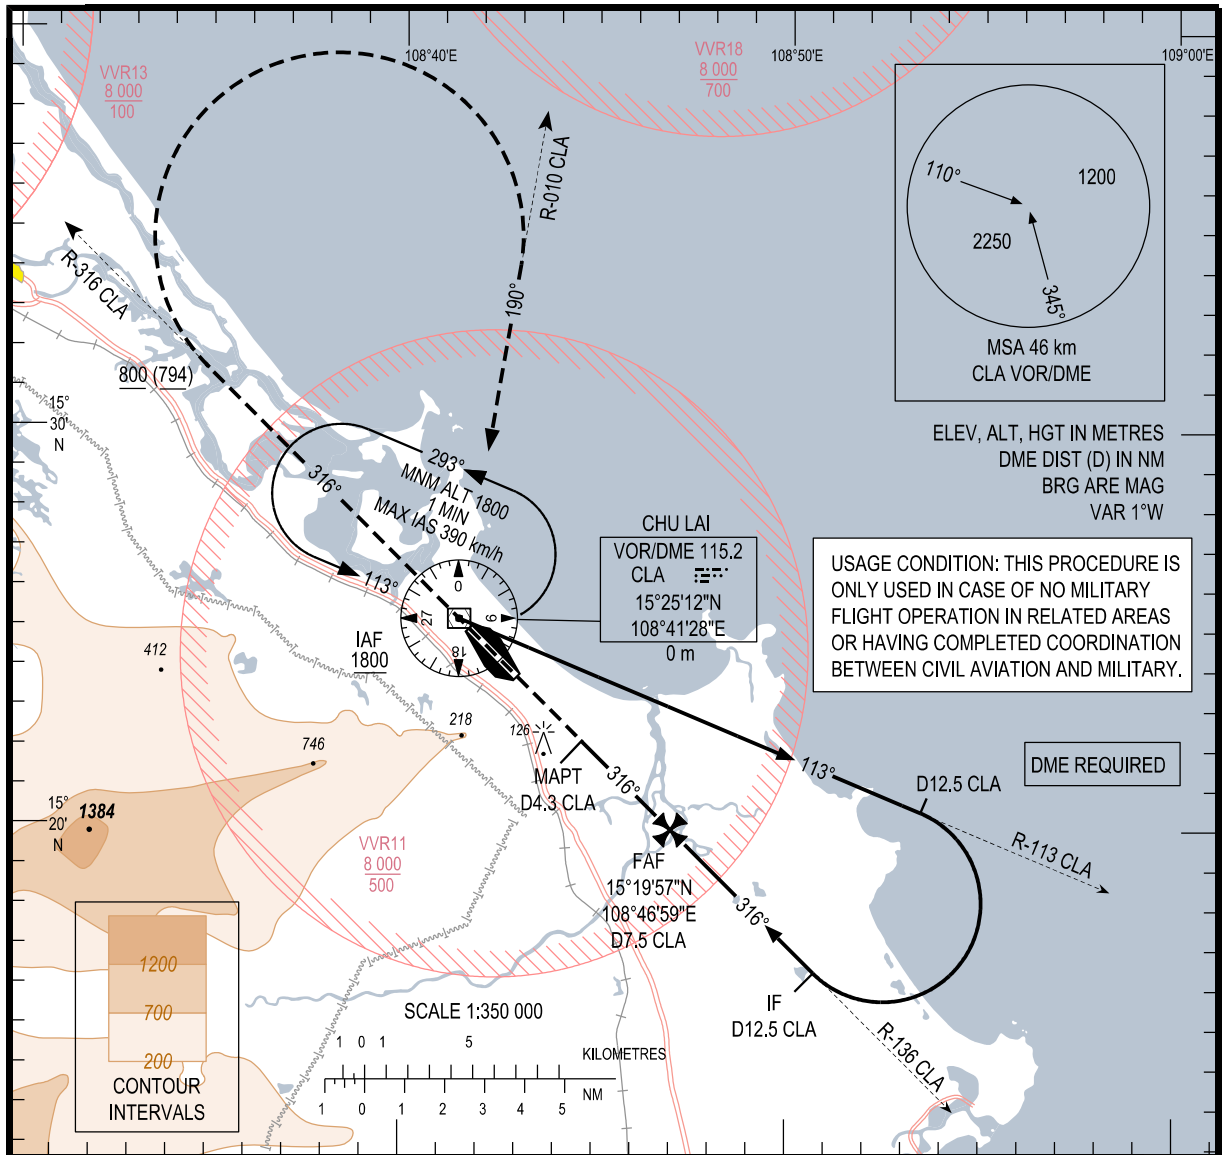 108°40'E
108°50'E
109°00'E
VVR13
8 000
100
VVR18
8 000
700
R-010 CLA
110°
1200
2250
345°
MSA 46 km
CLA VOR/DME
R-316 CLA
190°
800 (794)
15°
30'
N
ELEV, ALT, HGT IN METRES
DME DIST (D) IN NM
BRG ARE MAG
VAR 1°W
316°
293°
MNM ALT 1800
1 MIN
MAX IAS 390 km/h
113°
CHU LAI
VOR/DME 115.2
CLA
15°25'12"N
108°41'28"E
0 m
USAGE CONDITION: THIS PROCEDURE IS
ONLY USED IN CASE OF NO MILITARY
FLIGHT OPERATION IN RELATED AREAS
OR HAVING COMPLETED COORDINATION
BETWEEN CIVIL AVIATION AND MILITARY.
0
27
9
18
IAF
1800
412
746
218
126
1384
15°
20'
N
MAPT
D4.3 CLA
316°
113°
D12.5 CLA
DME REQUIRED
R-113 CLA
VVR11
8 000
500
FAF
15°19'57"N
108°46'59"E
D7.5 CLA
316°
IF
D12.5 CLA
R-136 CLA
1200
700
200
CONTOUR
INTERVALS
SCALE 1:350 000
1 0 1 5
KILOMETRES
NM
1 0 1 2 3 4 5